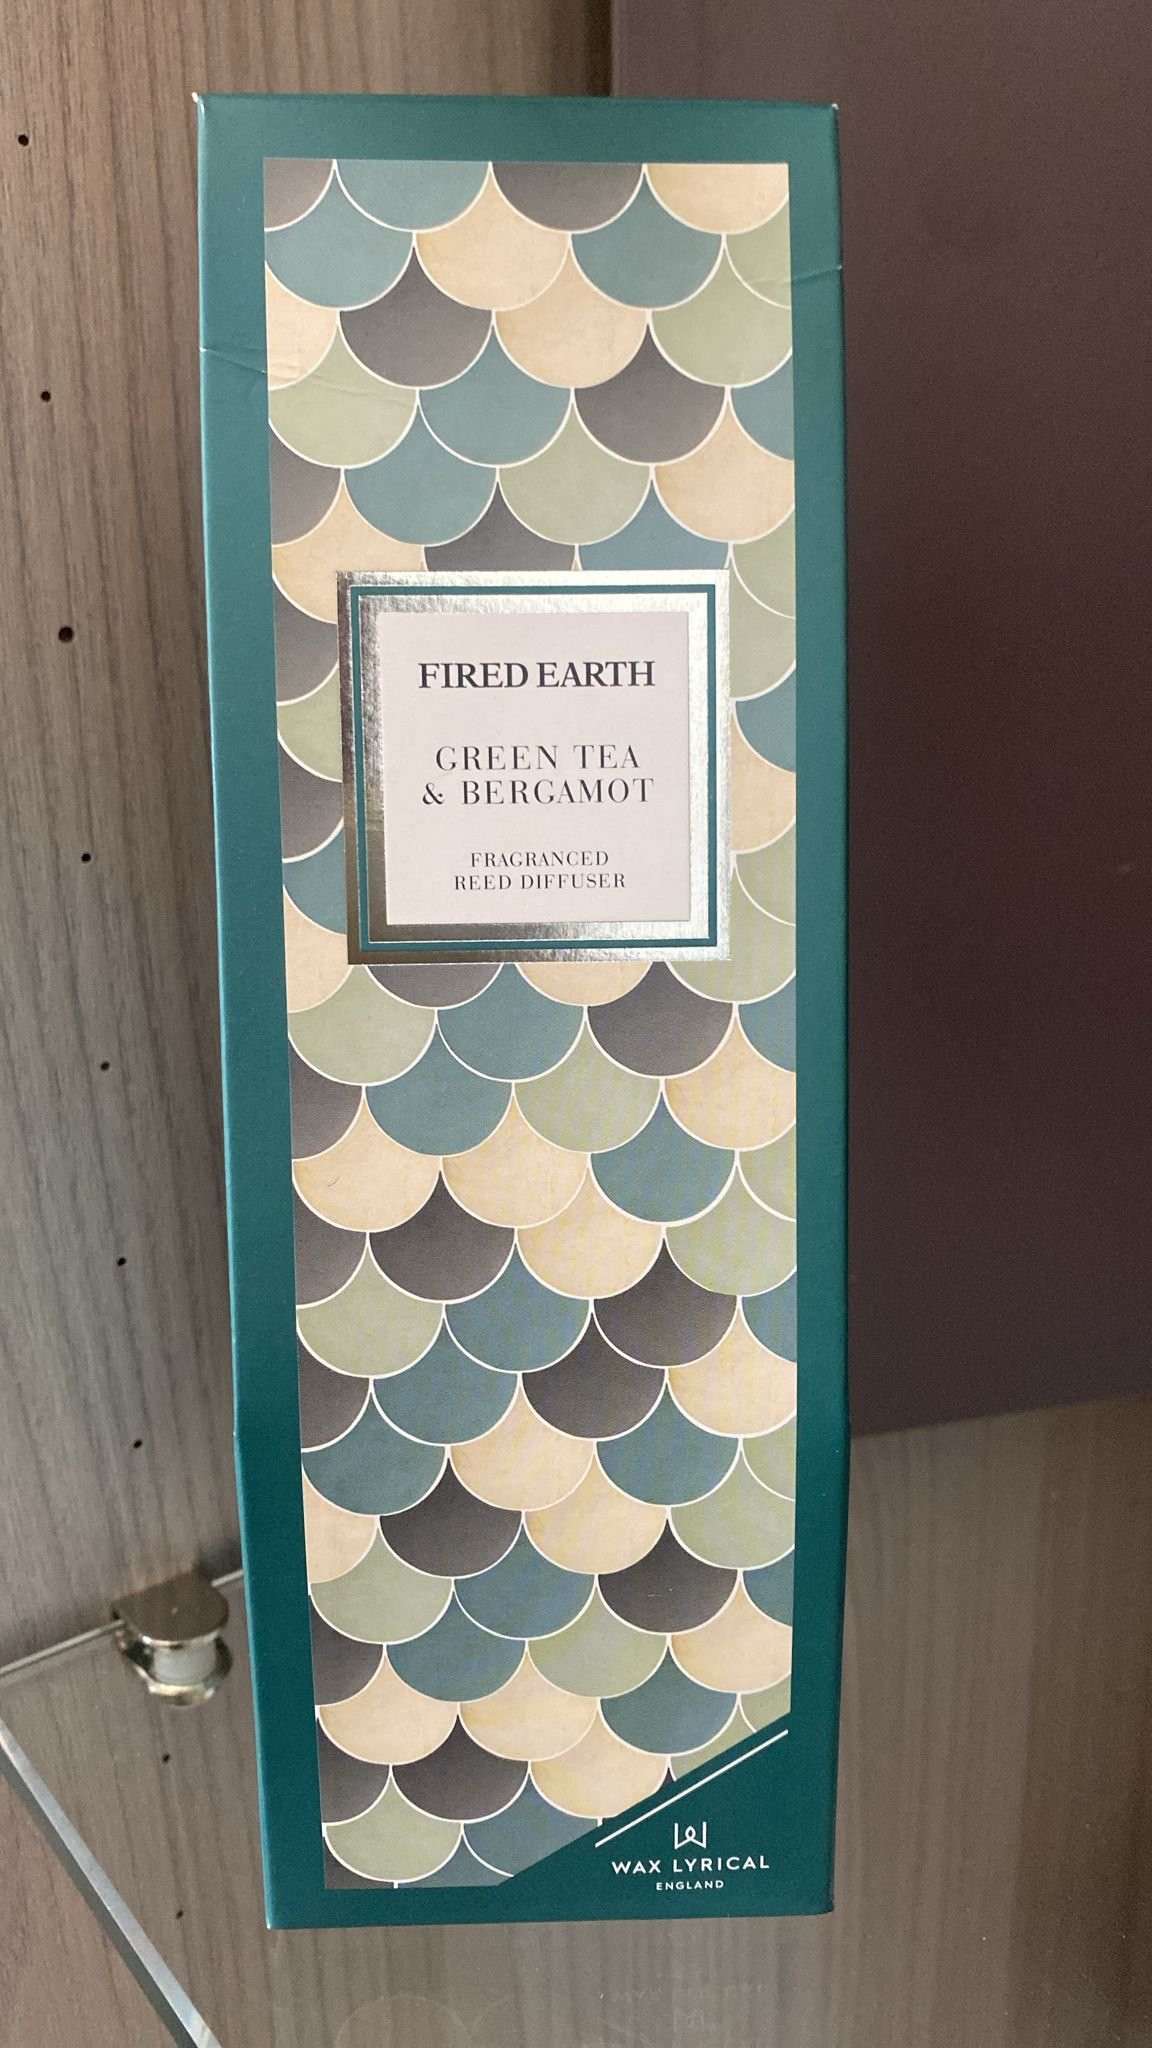 FIRED EARTH
GREEN TEA
& BERGAMOT
FRAGRANCED
REED DIFFUSER
WAX LYRICAL
ENGLAND